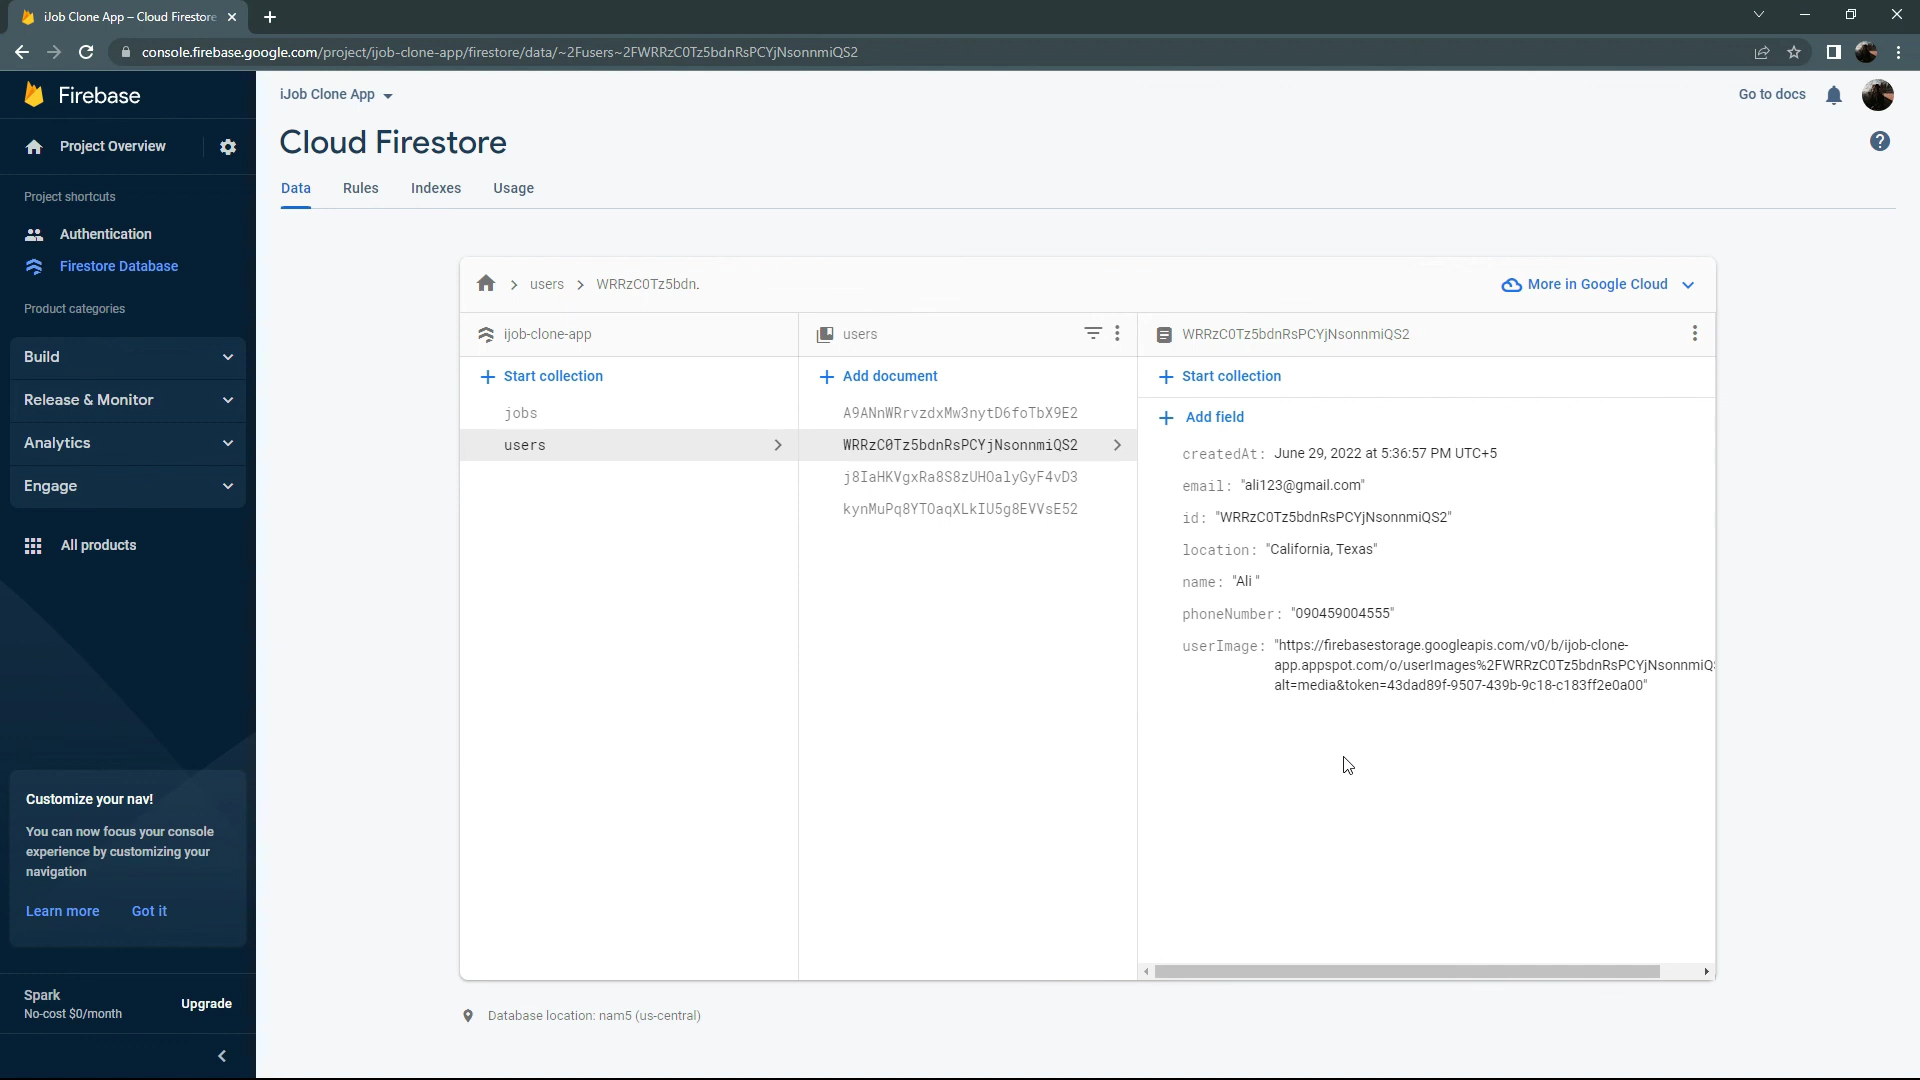 iJob Clone App – Cloud Firestore
console.firebase.google.com/project/ijob-clone-app/firestore/data/~2Fusers~2FWRRzC0Tz5bdnRsPCYjNsonnmiQS2
Firebase
iJob Clone App
Go to docs
Project Overview
Cloud Firestore
Data Rules Indexes Usage
Project shortcuts
Authentication
Firestore Database
Product categories
Build
Release & Monitor
Analytics
Engage
All products
Customize your nav!
You can now focus your console
experience by customizing your
navigation
Learn more Got it
Spark
No-cost $0/month
Upgrade
users WRRzC0Tz5bdn.
More in Google Cloud
ijob-clone-app
Start collection
jobs
users
users
Add document
A9ANnWRrvzdxMw3nytD6foTbX9E2
WRRzC0Tz5bdnRsPCYjNsonnmiQS2
j8IaHKVgxRa8S8zUHOalyGyF4vD3
kynMuPq8YTOaqXLkIU5g8EVVsE52
WRRzC0Tz5bdnRsPCYjNsonnmiQS2
Start collection
Add field
createdAt: June 29, 2022 at 5:36:57 PM UTC+5
email: "ali123@gmail.com"
id: "WRRzC0Tz5bdnRsPCYjNsonnmiQS2"
location: "California, Texas"
name: "Ali "
phoneNumber: "090459004555"
userImage: "https://firebasestorage.googleapis.com/v0/b/ijob-clone-
app.appspot.com/o/userImages%2FWRRzC0Tz5bdnRsPCYjNsonnmiQS
alt=media&token=43dad89f-9507-439b-9c18-c183ff2e0a00"
Database location: nam5 (us-central)